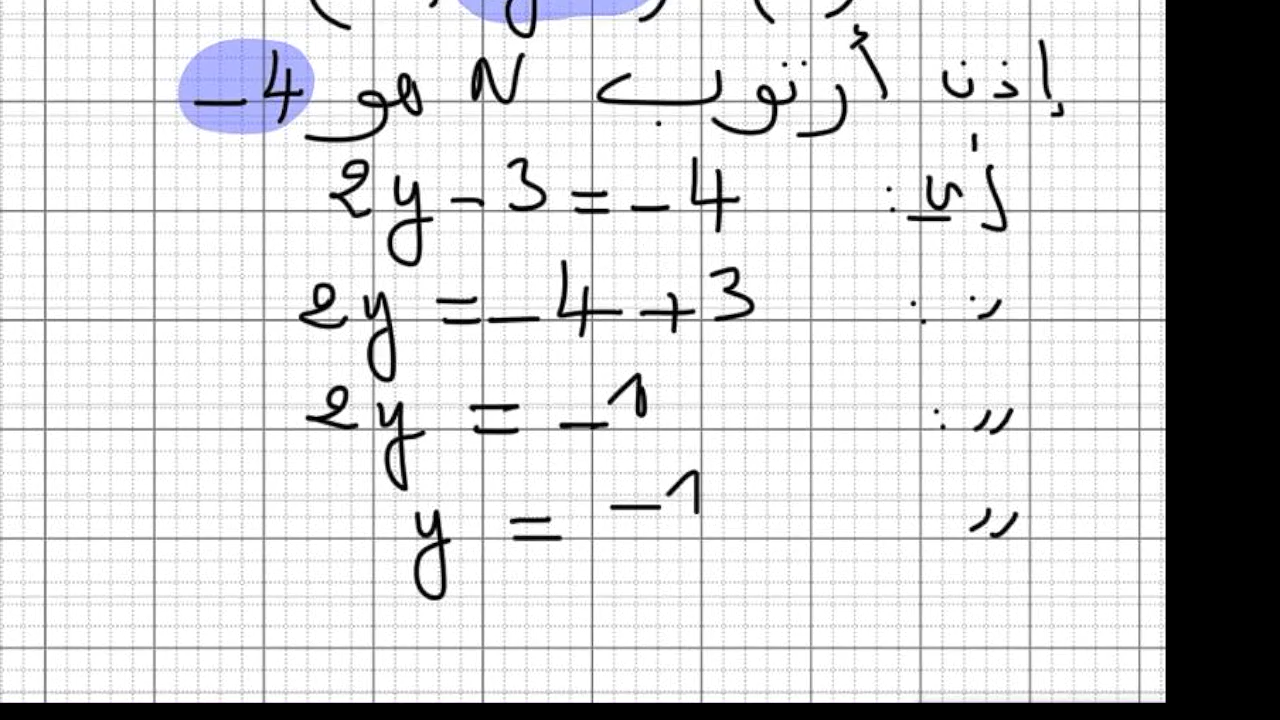 إذن أرتوب N هو -4
أي: 2y - 3 = -4
" : 2y = -4 + 3
" : 2y = -1
" y = -1